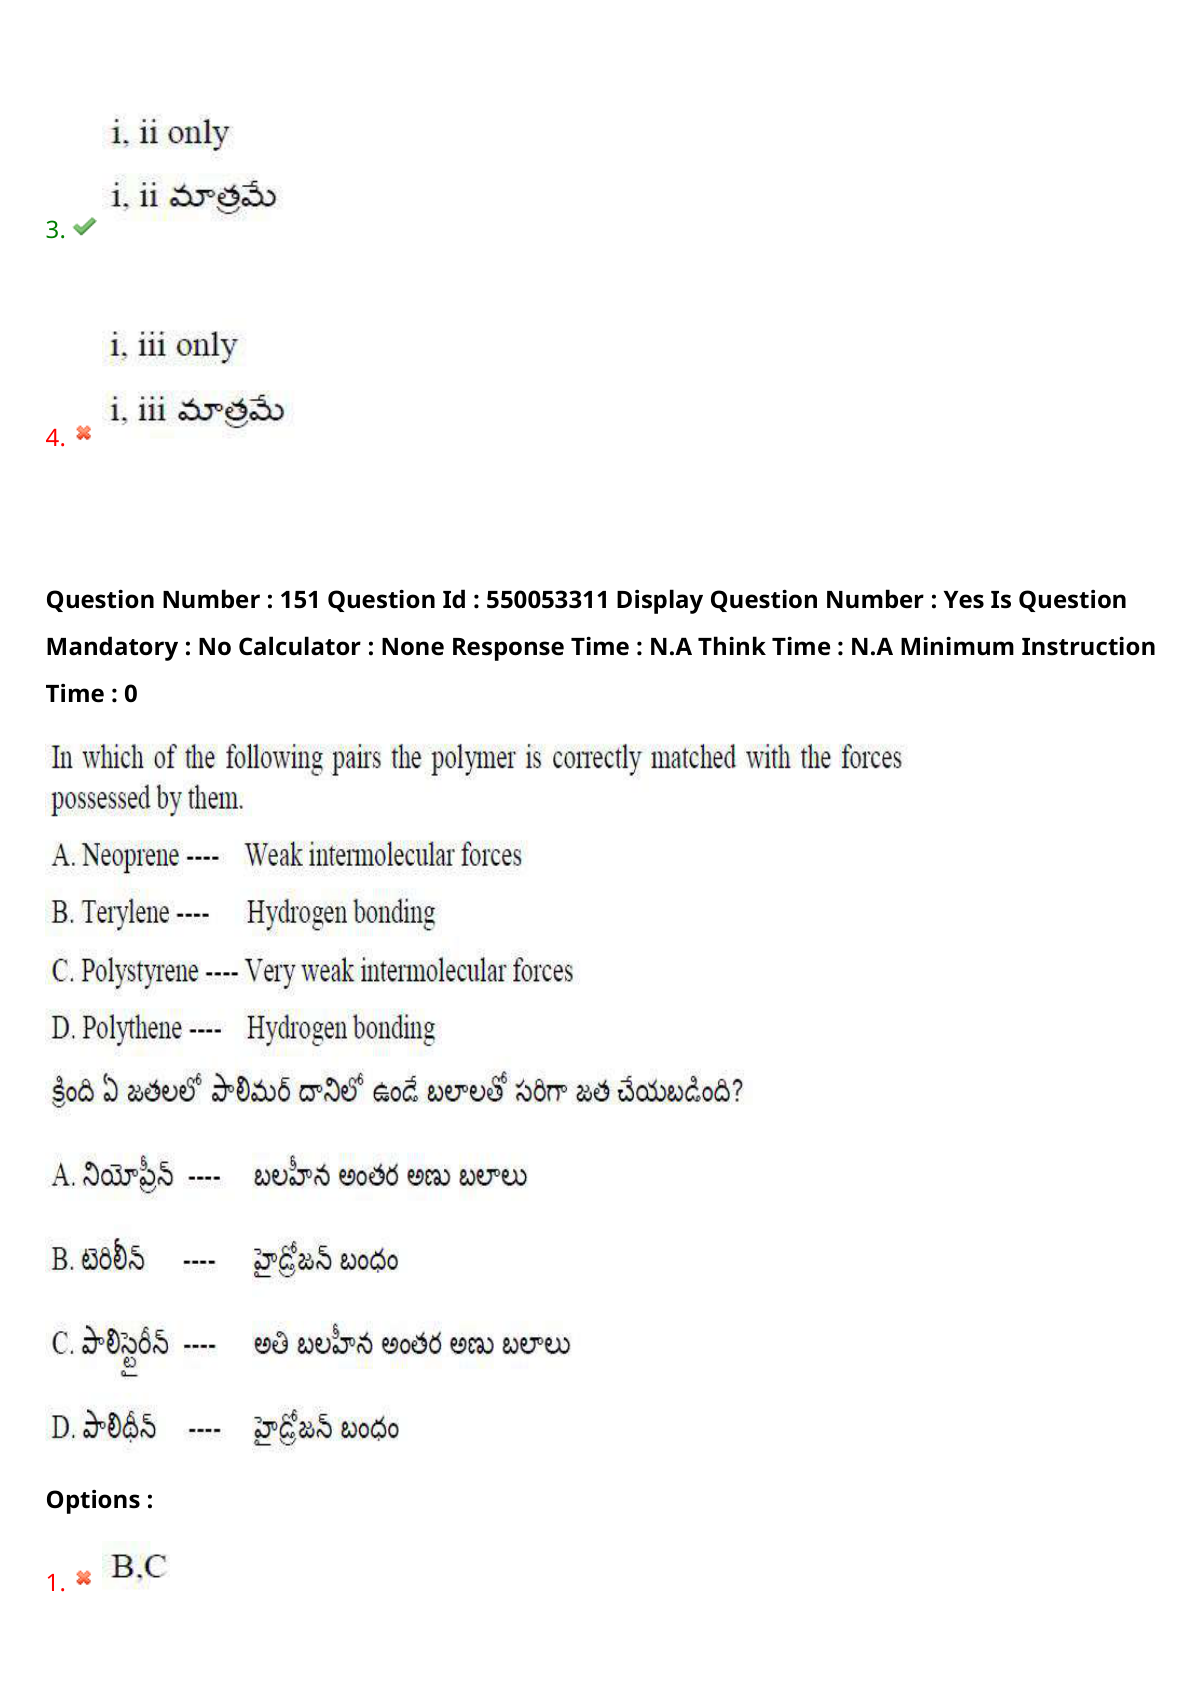 i, ii only
i, ii మాత్రమే
3.
i, iii only
i, iii మాత్రమే
4.
Question Number : 151 Question Id : 550053311 Display Question Number : Yes Is Question
Mandatory : No Calculator : None Response Time : N.A Think Time : N.A Minimum Instruction
Time : 0
In which of the following pairs the polymer is correctly matched with the forces
possessed by them.
A. Neoprene ---- Weak intermolecular forces
B. Terylene ---- Hydrogen bonding
C. Polystyrene ---- Very weak intermolecular forces
D. Polythene ---- Hydrogen bonding
క్రింది ఏ జతలలో పాలిమర్ దానిలో ఉండే బలాలతో సరిగా జత చేయబడింది?
A. నియోప్రీన్ ---- బలహీన అంతర అణు బలాలు
B. టెరిలీన్ ---- హైడ్రోజన్ బంధం
C. పాలిస్టైరీన్ ---- అతి బలహీన అంతర అణు బలాలు
D. పాలిథీన్ ---- హైడ్రోజన్ బంధం
Options :
B,C
1.